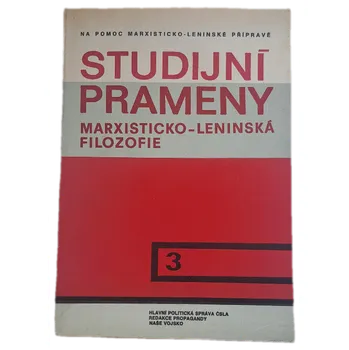 NA POMOC MARXISTICKO-LENINSKÉ PŘÍPRAVĚ
STUDIJNÍ
PRAMENY
MARXISTICKO-LENINSKÁ
FILOZOFIE
3
HLAVNÍ POLITICKÁ SPRÁVA ČSLA
REDAKCE PROPAGANDY
NAŠE VOJSKO